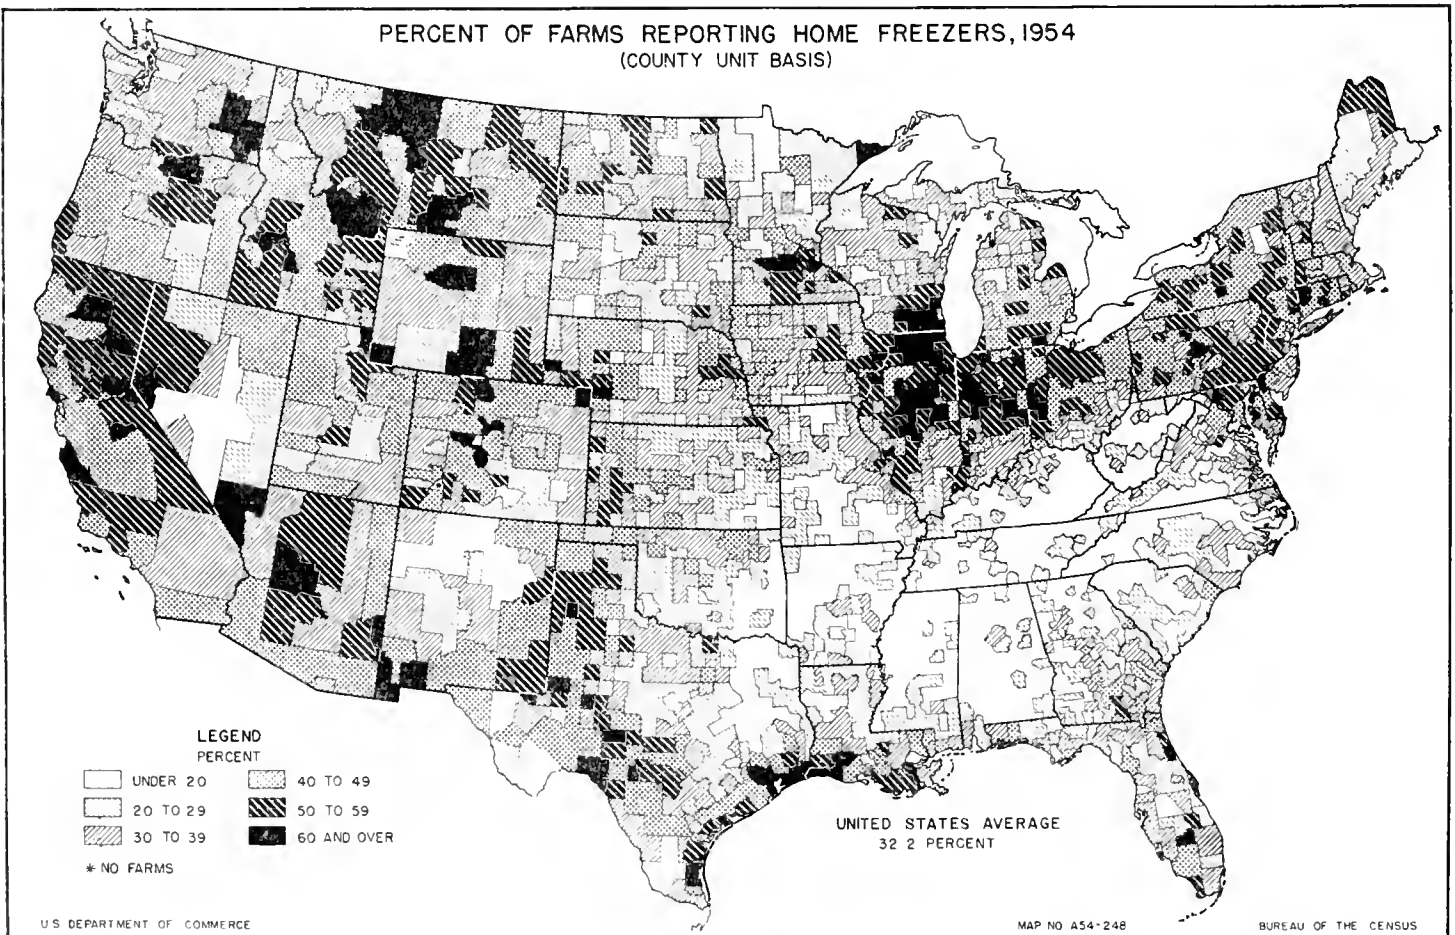 PERCENT OF FARMS REPORTING HOME FREEZERS, 1954
(COUNTY UNIT BASIS)
LEGEND
PERCENT
UNDER 20
20 TO 29
30 TO 39
40 TO 49
50 TO 59
60 AND OVER
* NO FARMS
UNITED STATES AVERAGE
32 2 PERCENT
U S DEPARTMENT OF COMMERCE
MAP NO A54-248
BUREAU OF THE CENSUS